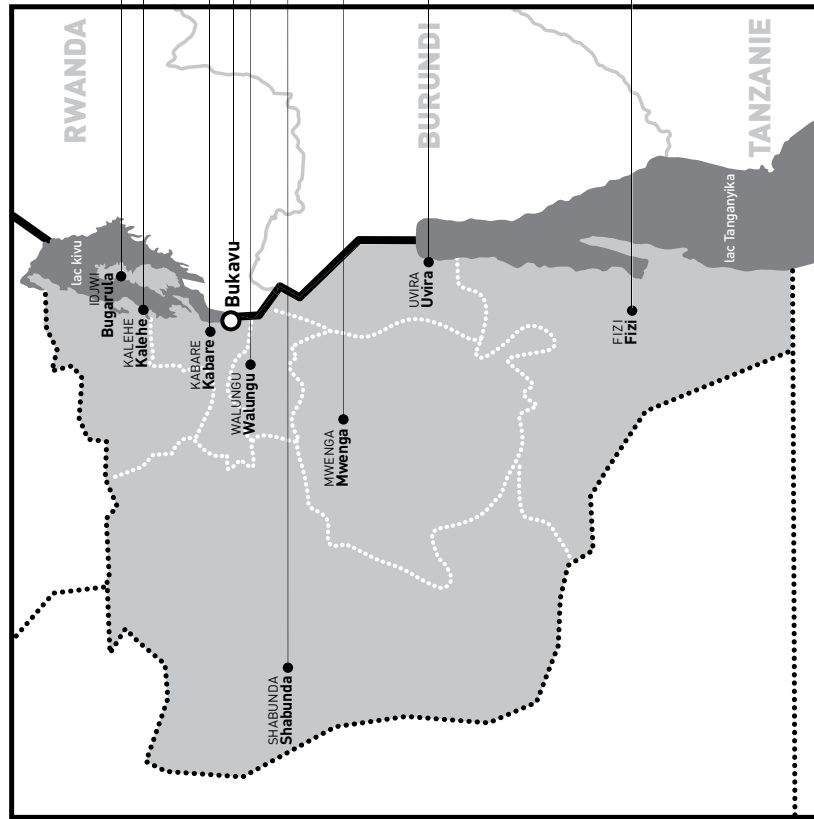 RWANDA
BURUNDI
TANZANIE
lac kivu
lac Tanganyika
IDJWI
Bugarula
KALEHE
Kalehe
KABARE
Kabare
Bukavu
WALUNGU
Walungu
SHABUNDA
Shabunda
MWENGA
Mwenga
UVIRA
Uvira
FIZI
Fizi